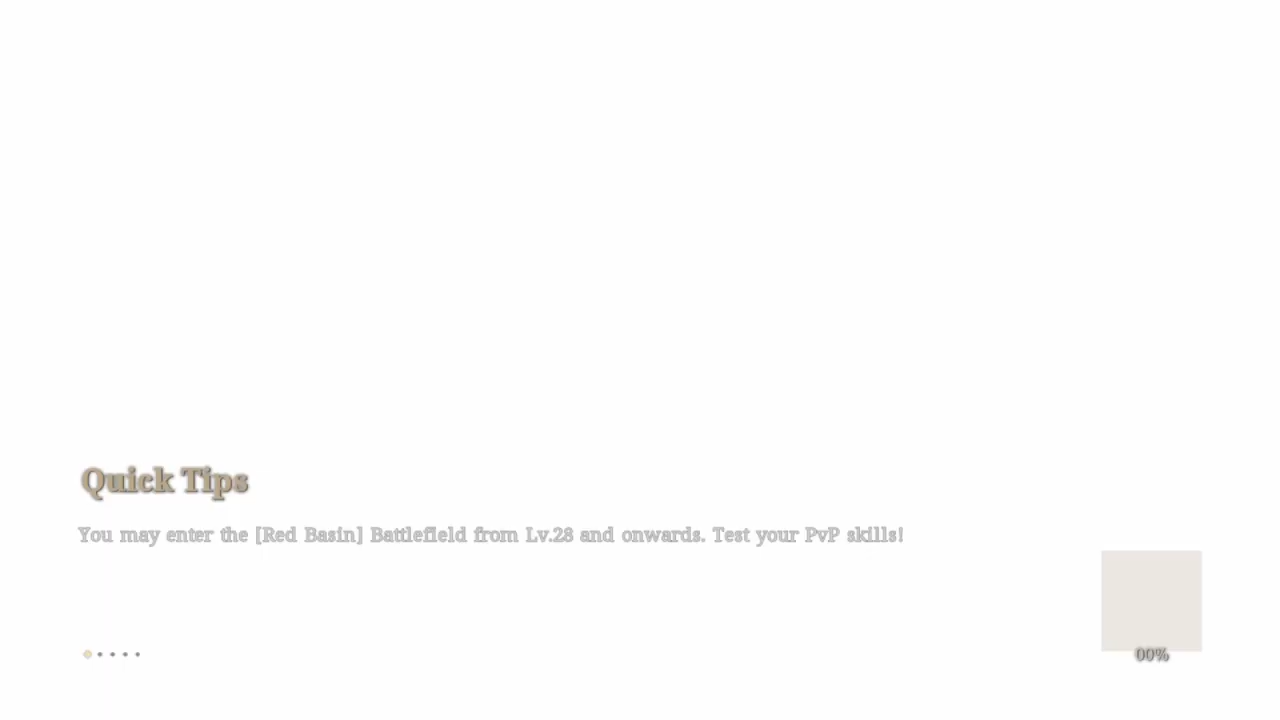 Quick Tips
You may enter the [Red Basin] Battlefield from Lv.28 and onwards. Test your PvP skills!
00%